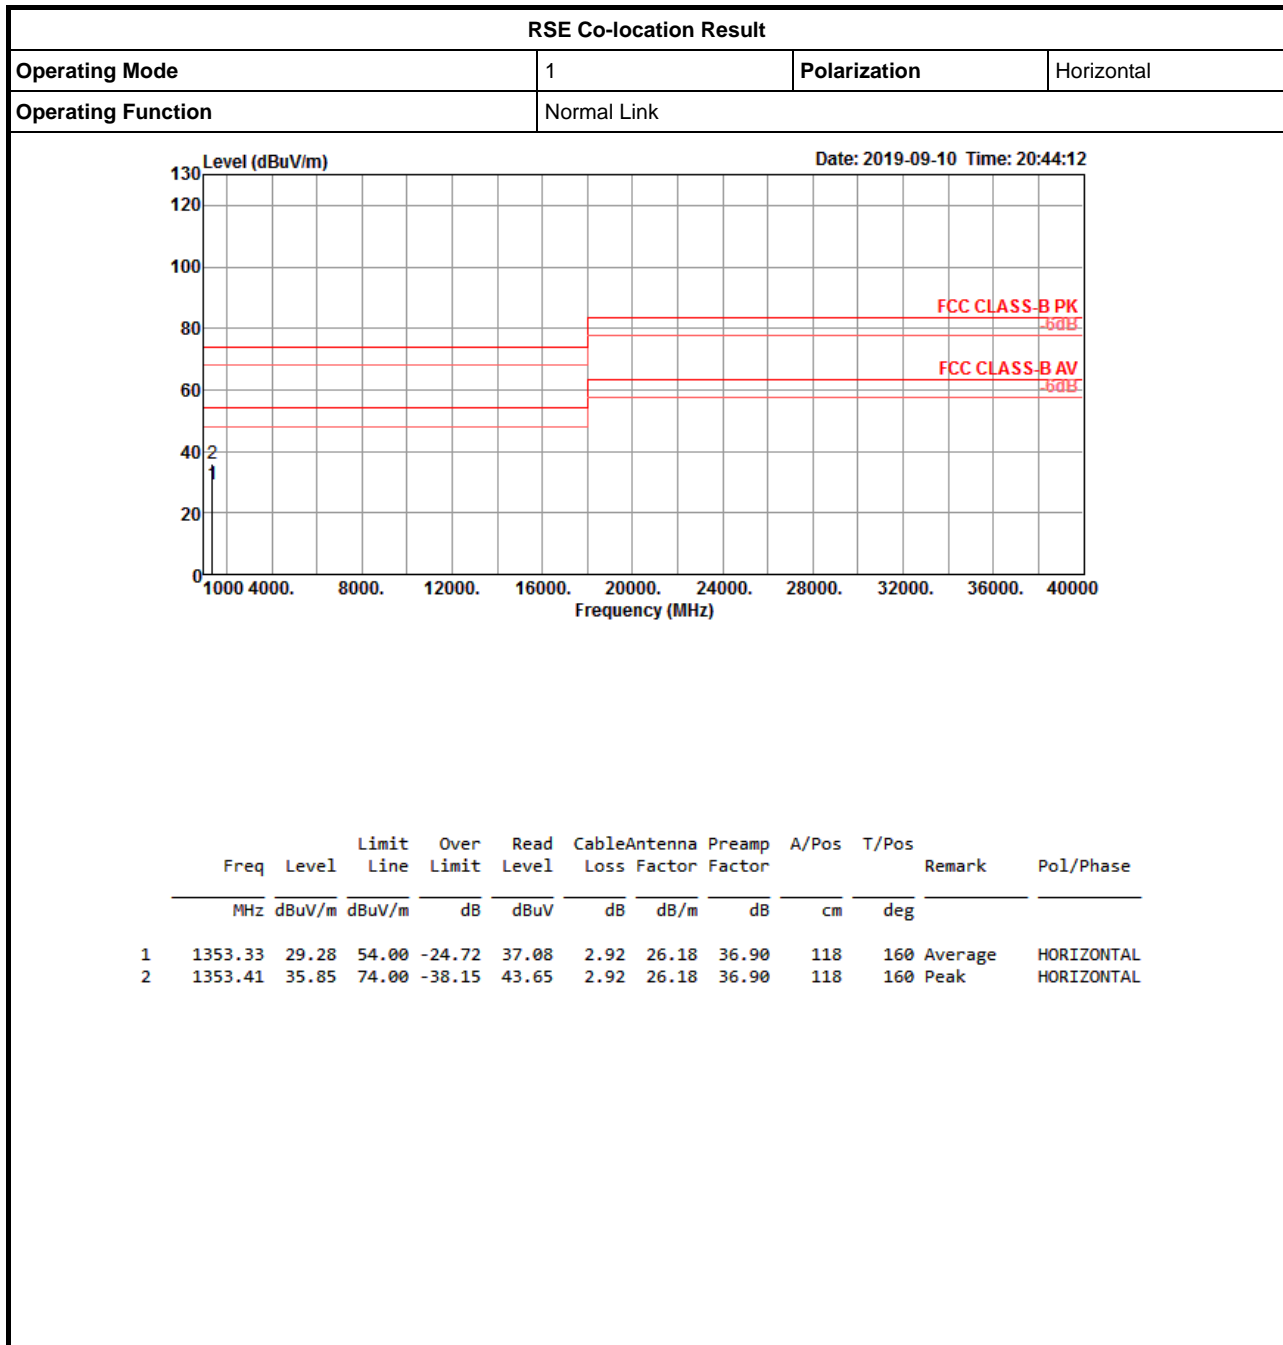 RSE Co-location Result
Operating Mode 1 Polarization Horizontal
Operating Function Normal Link
Level (dBuV/m) Date: 2019-09-10 Time: 20:44:12
130
120
100
FCC CLASS-B PK
80
-6dB
FCC CLASS-B AV
60
-6dB
40
2
1
20
0
1000 4000. 8000. 12000. 16000. 20000. 24000. 28000. 32000. 36000. 40000
Frequency (MHz)
Limit Over Read CableAntenna Preamp A/Pos T/Pos
Freq Level Line Limit Level Loss Factor Factor Remark Pol/Phase
MHz dBuV/m dBuV/m dB dBuV dB dB/m dB cm deg
1 1353.33 29.28 54.00 -24.72 37.08 2.92 26.18 36.90 118 160 Average HORIZONTAL
2 1353.41 35.85 74.00 -38.15 43.65 2.92 26.18 36.90 118 160 Peak HORIZONTAL